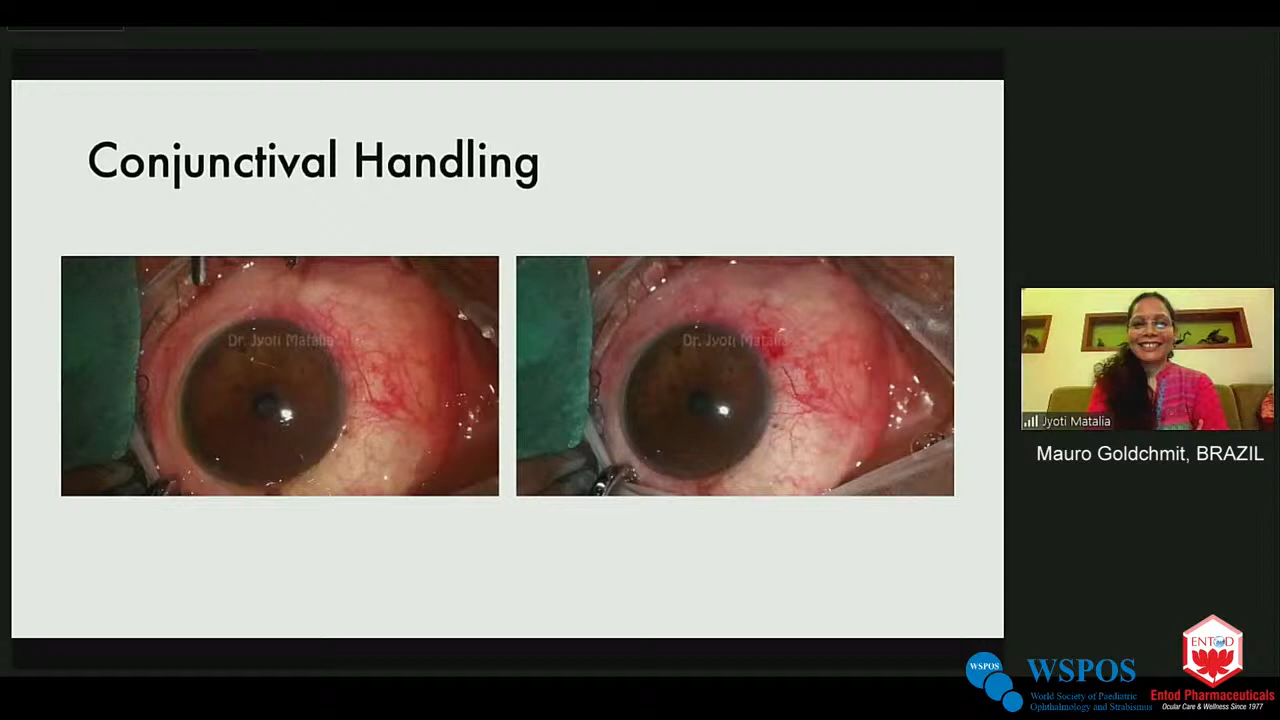 Conjunctival Handling
Dr. Jyoti Matalia
Dr. Jyoti Matalia
Jyoti Matalia
Mauro Goldchmit, BRAZIL
WSPOS
WSPOS
World Society of Paediatric
Ophthalmology and Strabismus
ENTOD
Entod Pharmaceuticals
Ocular Care & Wellness Since 1977